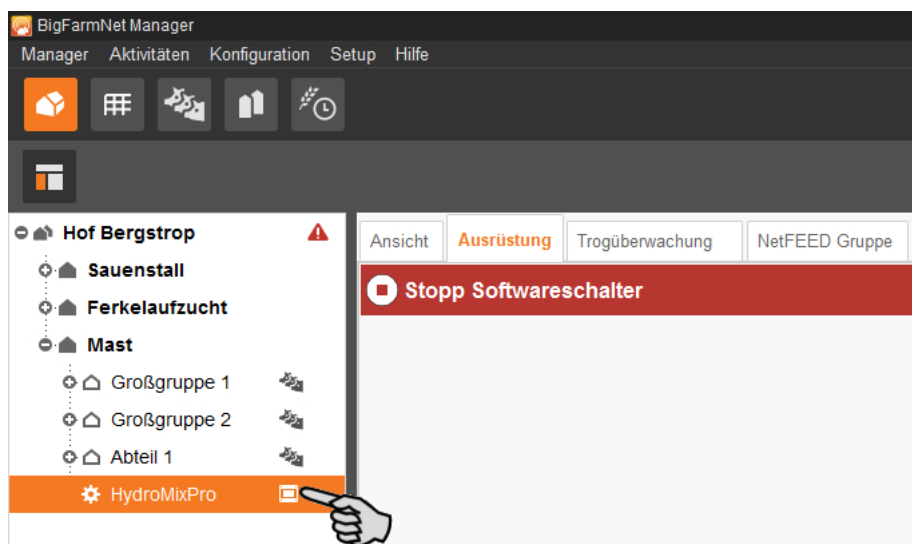 BigFarmNet Manager
Manager Aktivitäten Konfiguration Setup Hilfe
Hof Bergstrop
Sauenstall
Ferkelaufzucht
Mast
Großgruppe 1
Großgruppe 2
Abteil 1
HydroMixPro
Ansicht Ausrüstung Trogüberwachung NetFEED Gruppe
Stopp Softwareschalter